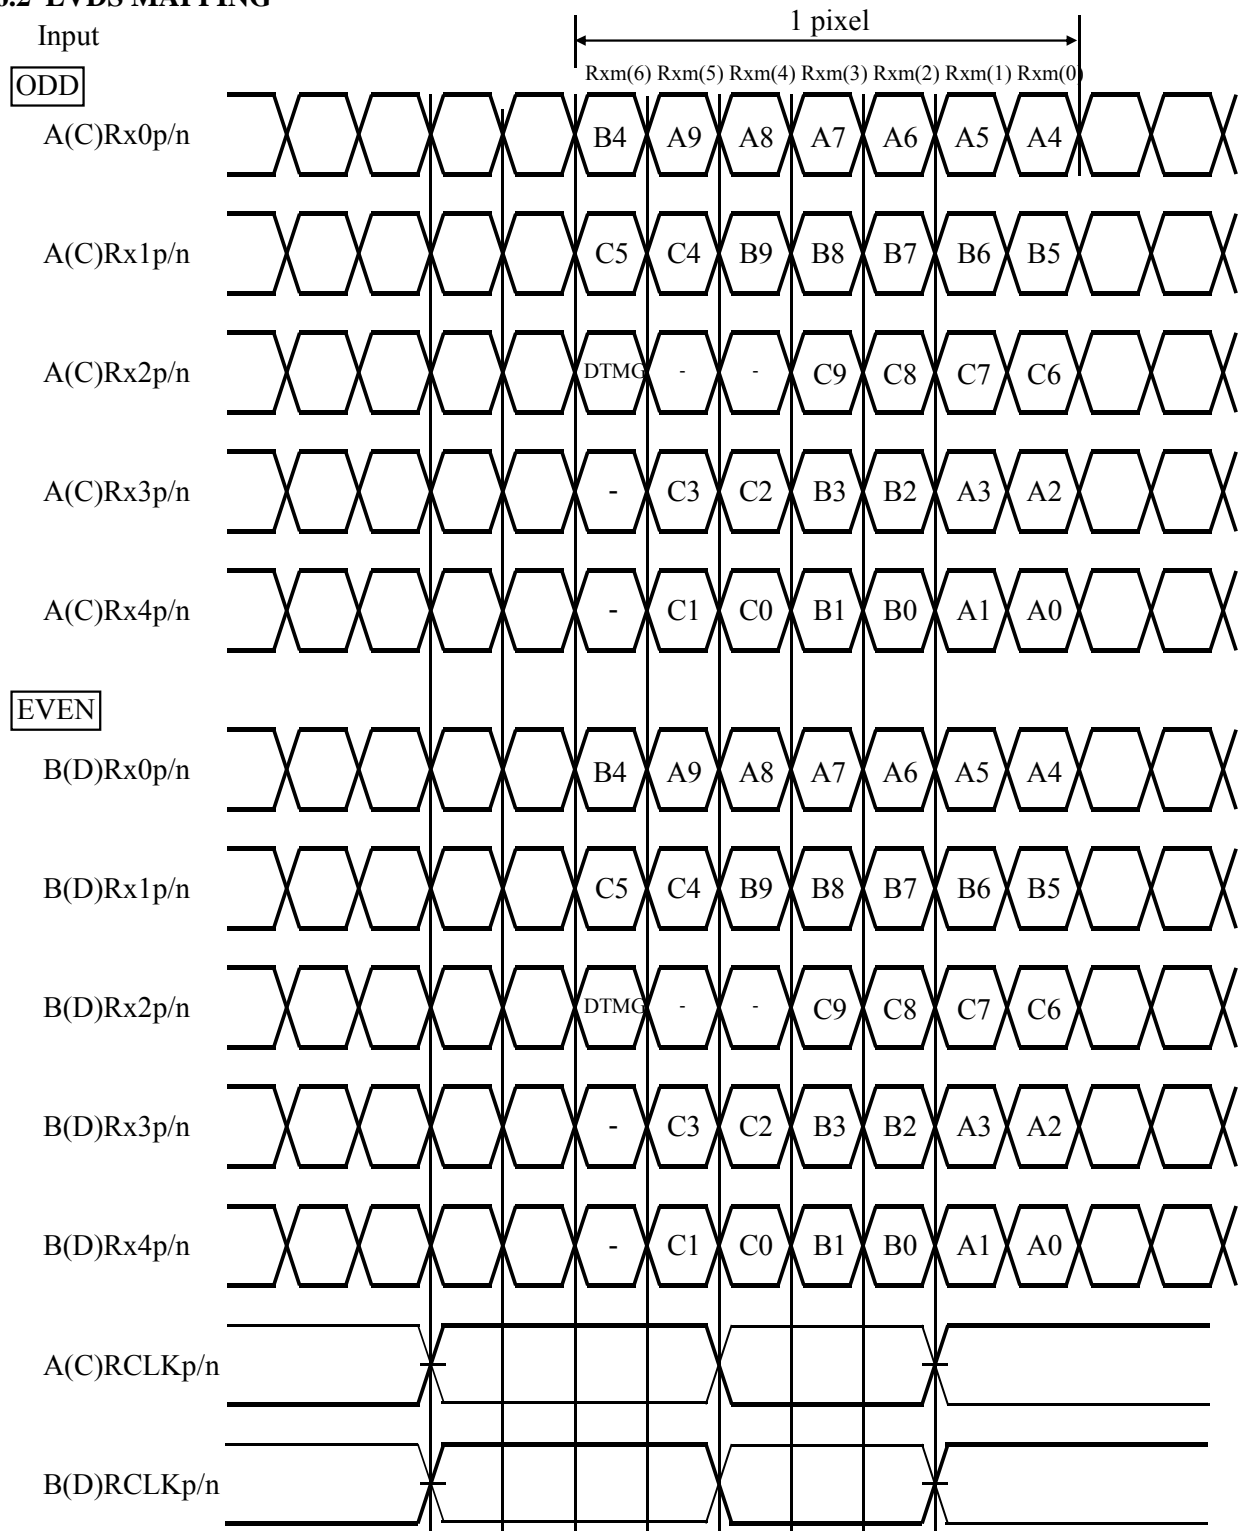 LVDS MAPPING
Input
1 pixel
ODD
Rxm(6) Rxm(5) Rxm(4) Rxm(3) Rxm(2) Rxm(1) Rxm(0)
A(C)Rx0p/n B4 A9 A8 A7 A6 A5 A4
A(C)Rx1p/n C5 C4 B9 B8 B7 B6 B5
A(C)Rx2p/n DTMG - - C9 C8 C7 C6
A(C)Rx3p/n - C3 C2 B3 B2 A3 A2
A(C)Rx4p/n - C1 C0 B1 B0 A1 A0
EVEN
B(D)Rx0p/n B4 A9 A8 A7 A6 A5 A4
B(D)Rx1p/n C5 C4 B9 B8 B7 B6 B5
B(D)Rx2p/n DTMG - - C9 C8 C7 C6
B(D)Rx3p/n - C3 C2 B3 B2 A3 A2
B(D)Rx4p/n - C1 C0 B1 B0 A1 A0
A(C)RCLKp/n
B(D)RCLKp/n